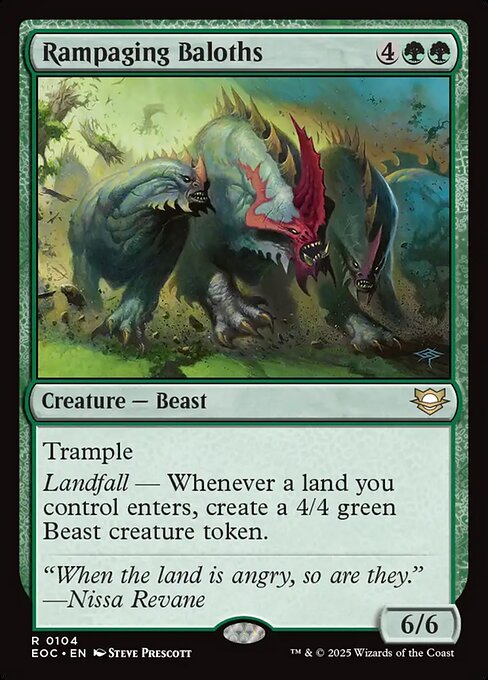 Rampaging Baloths 4
Creature — Beast
Trample
Landfall — Whenever a land you
control enters, create a 4/4 green
Beast creature token.
“When the land is angry, so are they.”
—Nissa Revane
6/6
R 0104
EOC • EN Steve Prescott
™ & © 2025 Wizards of the Coast